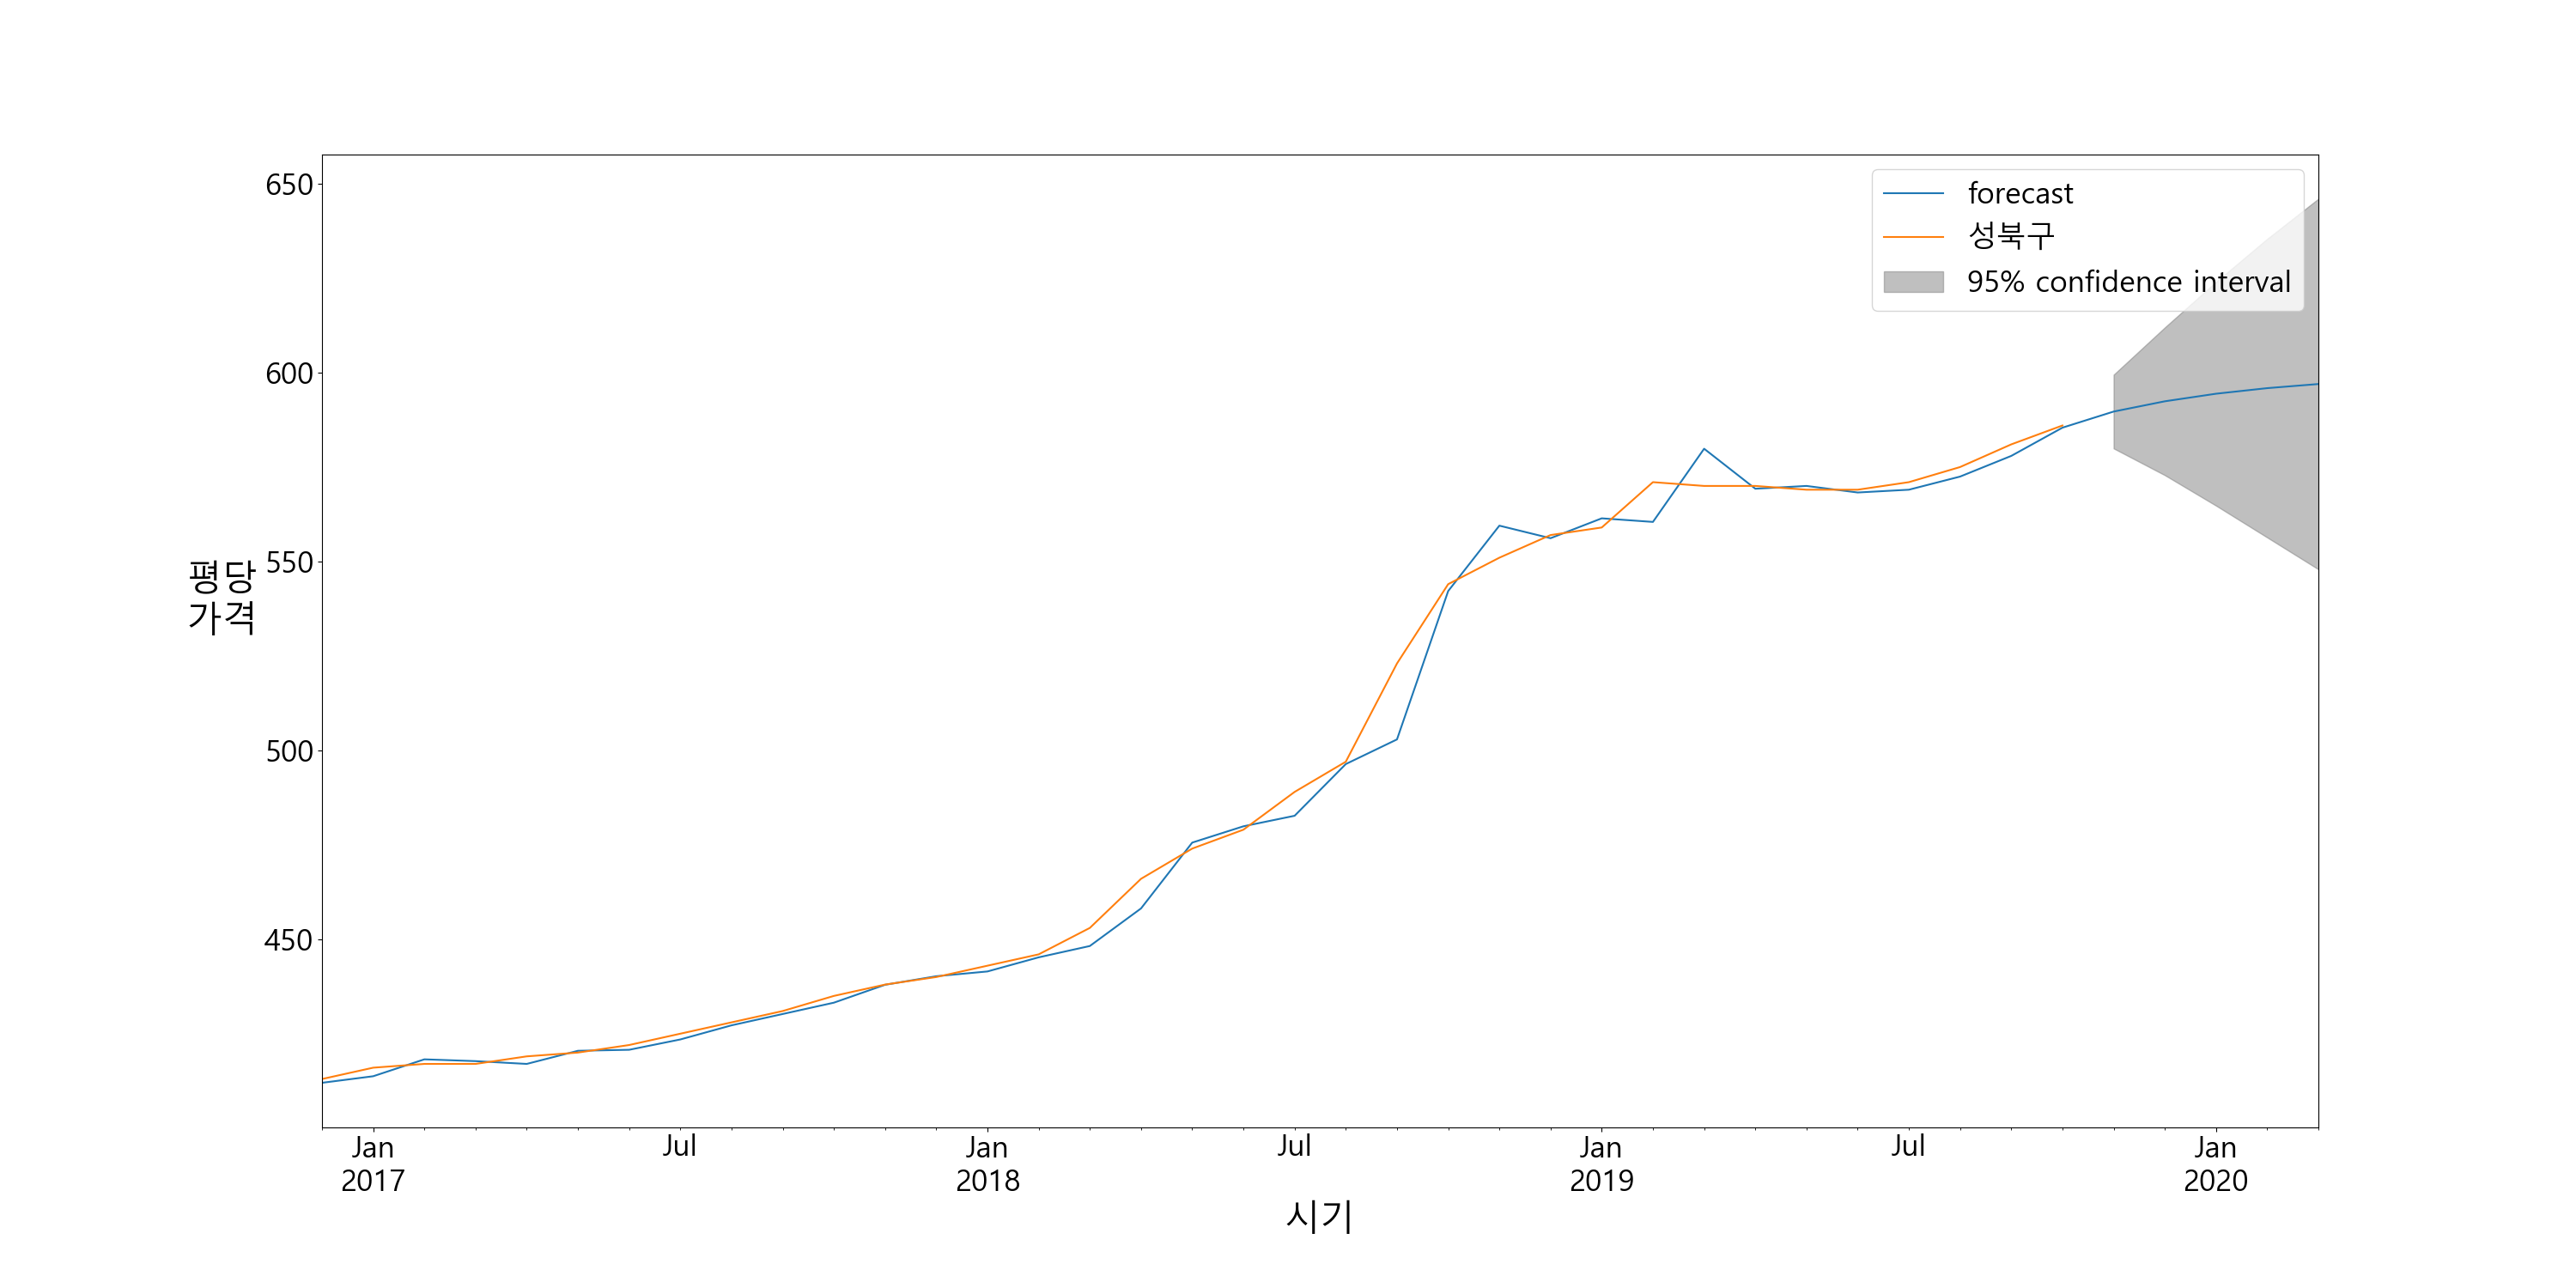 forecast
성북구
95% confidence interval
650
600
550
500
450
평당
가격
Jan
2017
Jul
Jan
2018
Jul
Jan
2019
Jul
Jan
2020
시기